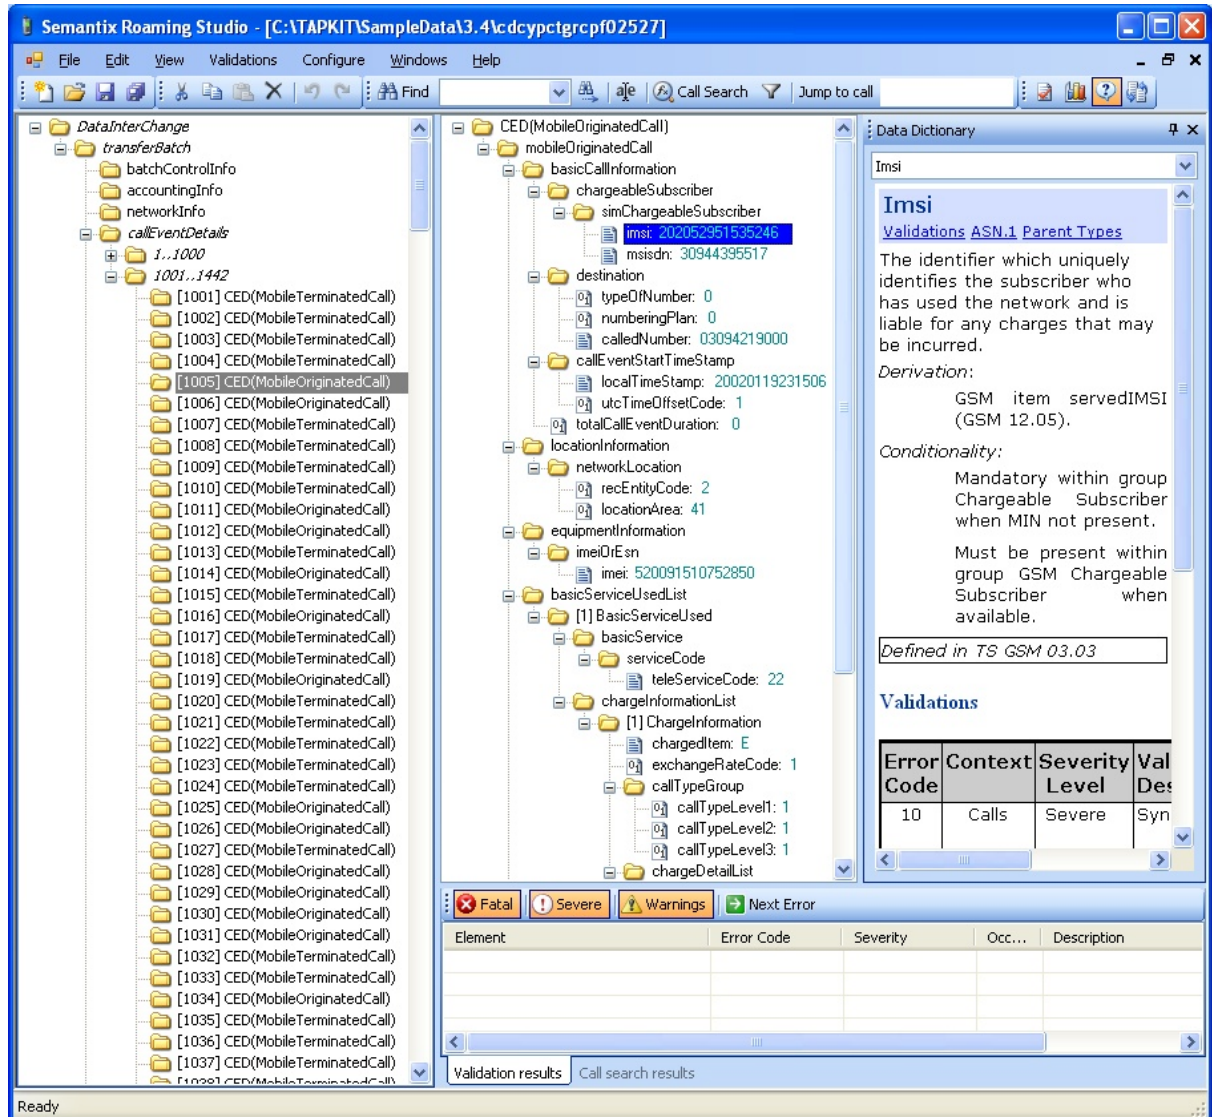 Semantix Roaming Studio - [C:\TAPKIT\SampleData\3.4\cdcypctgrcpf02527]
File Edit View Validations Configure Windows Help
Find Call Search Jump to call
DataInterChange
transferBatch
batchControlInfo
accountingInfo
networkInfo
callEventDetails
1..1000
1001..1442
[1001] CED(MobileTerminatedCall)
[1002] CED(MobileTerminatedCall)
[1003] CED(MobileTerminatedCall)
[1004] CED(MobileTerminatedCall)
[1005] CED(MobileOriginatedCall)
[1006] CED(MobileOriginatedCall)
[1007] CED(MobileTerminatedCall)
[1008] CED(MobileTerminatedCall)
[1009] CED(MobileTerminatedCall)
[1010] CED(MobileTerminatedCall)
[1011] CED(MobileOriginatedCall)
[1012] CED(MobileOriginatedCall)
[1013] CED(MobileTerminatedCall)
[1014] CED(MobileOriginatedCall)
[1015] CED(MobileTerminatedCall)
[1016] CED(MobileOriginatedCall)
[1017] CED(MobileTerminatedCall)
[1018] CED(MobileTerminatedCall)
[1019] CED(MobileOriginatedCall)
[1020] CED(MobileTerminatedCall)
[1021] CED(MobileTerminatedCall)
[1022] CED(MobileTerminatedCall)
[1023] CED(MobileTerminatedCall)
[1024] CED(MobileTerminatedCall)
[1025] CED(MobileOriginatedCall)
[1026] CED(MobileOriginatedCall)
[1027] CED(MobileTerminatedCall)
[1028] CED(MobileOriginatedCall)
[1029] CED(MobileOriginatedCall)
[1030] CED(MobileOriginatedCall)
[1031] CED(MobileOriginatedCall)
[1032] CED(MobileTerminatedCall)
[1033] CED(MobileTerminatedCall)
[1034] CED(MobileOriginatedCall)
[1035] CED(MobileTerminatedCall)
[1036] CED(MobileTerminatedCall)
[1037] CED(MobileTerminatedCall)
[1038] CED(MobileTerminatedCall)
CED(MobileOriginatedCall)
mobileOriginatedCall
basicCallInformation
chargeableSubscriber
simChargeableSubscriber
imsi: 202052951535246
msisdn: 30944395517
destination
typeOfNumber: 0
numberingPlan: 0
calledNumber: 03094219000
callEventStartTimeStamp
localTimeStamp: 20020119231506
utcTimeOffsetCode: 1
totalCallEventDuration: 0
locationInformation
networkLocation
recEntityCode: 2
locationArea: 41
equipmentInformation
imeiOrEsn
imei: 520091510752850
basicServiceUsedList
[1] BasicServiceUsed
basicService
serviceCode
teleServiceCode: 22
chargeInformationList
[1] ChargeInformation
chargedItem: E
exchangeRateCode: 1
callTypeGroup
callTypeLevel1: 1
callTypeLevel2: 1
callTypeLevel3: 1
chargeDetailList
Data Dictionary
Imsi
Imsi
Validations ASN.1 Parent Types
The identifier which uniquely
identifies the subscriber who
has used the network and is
liable for any charges that may
be incurred.
Derivation:
GSM item servedIMSI
(GSM 12.05).
Conditionality:
Mandatory within group
Chargeable Subscriber
when MIN not present.
Must be present within
group GSM Chargeable
Subscriber when
available.
Defined in TS GSM 03.03
Validations
Error Code Context Severity Level Val Des
10 Calls Severe Syn
Fatal Severe Warnings Next Error
Element Error Code Severity Occ... Description
Validation results Call search results
Ready